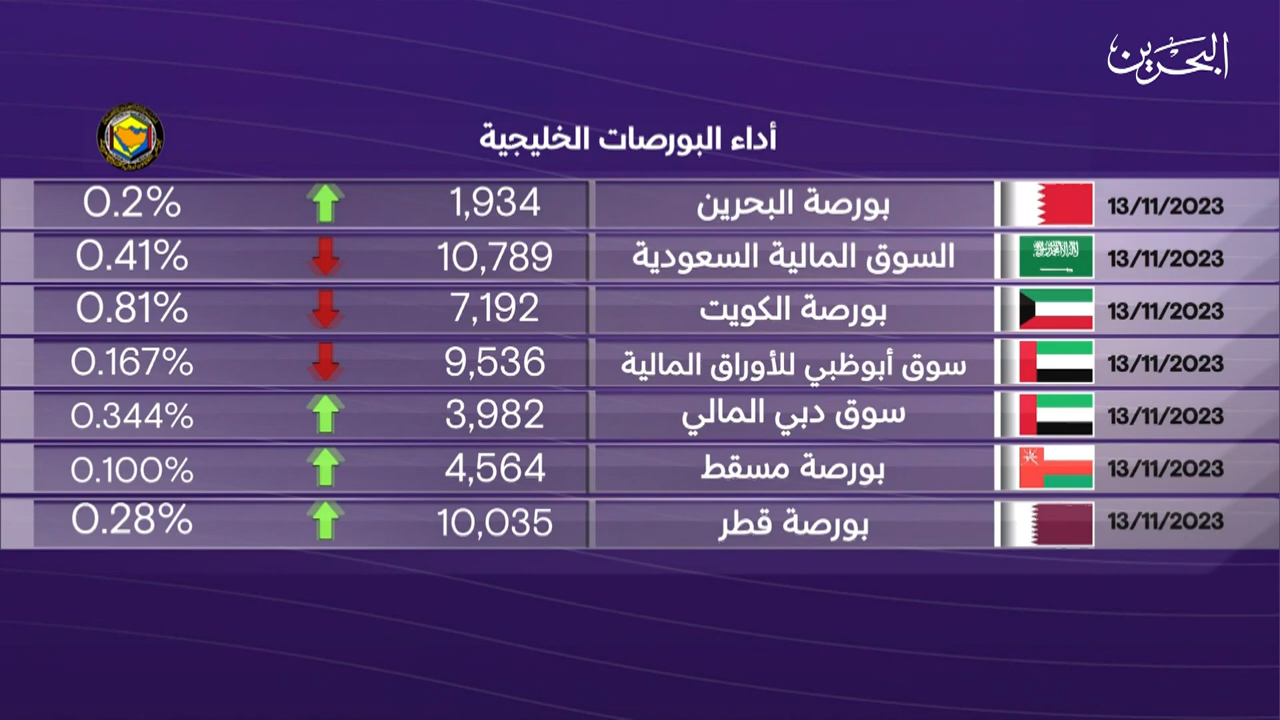 البحرين
أداء البورصات الخليجية
13/11/2023 بورصة البحرين 1,934 0.2%
13/11/2023 السوق المالية السعودية 10,789 0.41%
13/11/2023 بورصة الكويت 7,192 0.81%
13/11/2023 سوق أبوظبي للأوراق المالية 9,536 0.167%
13/11/2023 سوق دبي المالي 3,982 0.344%
13/11/2023 بورصة مسقط 4,564 0.100%
13/11/2023 بورصة قطر 10,035 0.28%